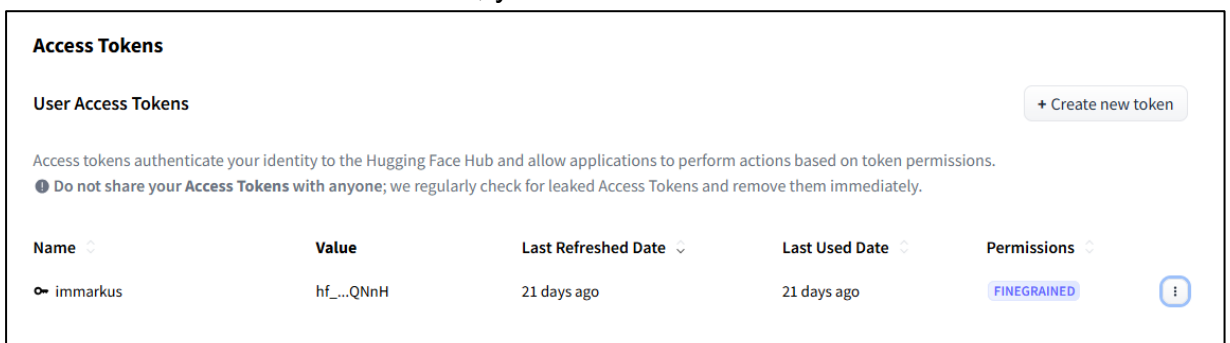 Access Tokens
User Access Tokens
+ Create new token
Access tokens authenticate your identity to the Hugging Face Hub and allow applications to perform actions based on token permissions.
Do not share your Access Tokens with anyone; we regularly check for leaked Access Tokens and remove them immediately.
Name Value Last Refreshed Date Last Used Date Permissions
immarkus hf_...QNnH 21 days ago 21 days ago FINEGRAINED